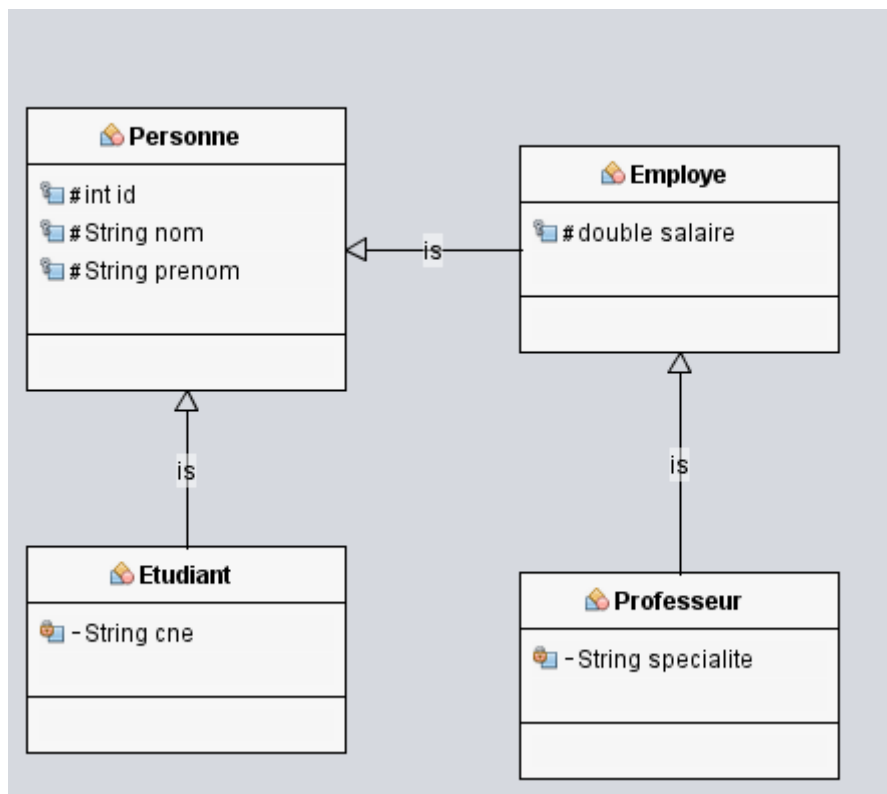 Personne
# int id
# String nom
# String prenom
is
Employe
# double salaire
is
Etudiant
- String cne
is
Professeur
- String specialite